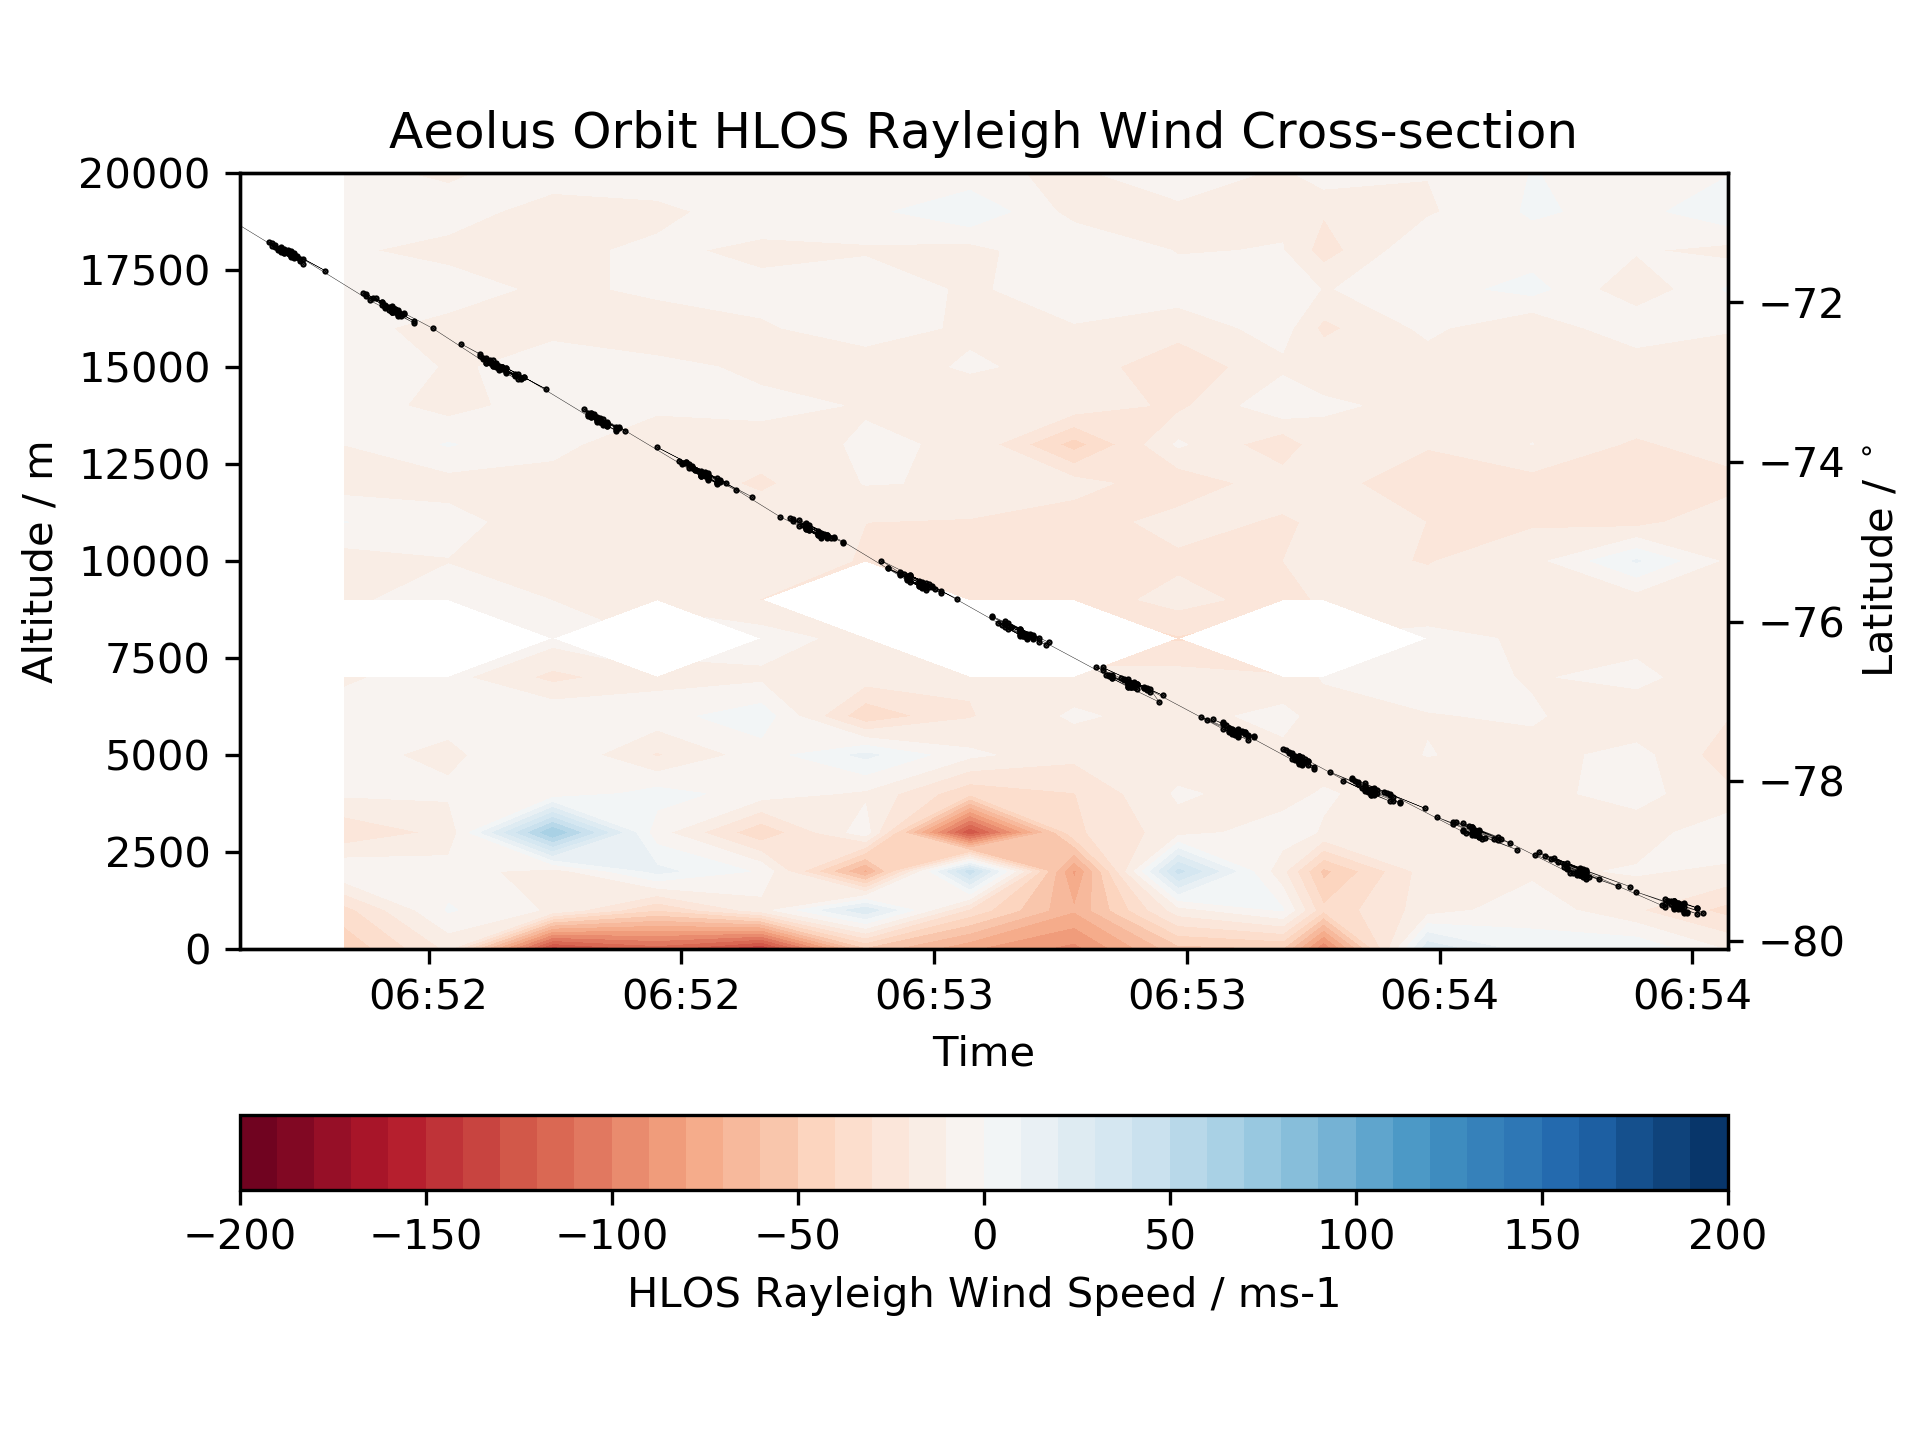 Aeolus Orbit HLOS Rayleigh Wind Cross-section
20000
17500
15000
12500
10000
7500
5000
2500
0
Altitude / m
−72
−74
−76
−78
−80
Latitude / °
06:52 06:52 06:53 06:53 06:54 06:54
Time
−200 −150 −100 −50 0 50 100 150 200
HLOS Rayleigh Wind Speed / ms-1